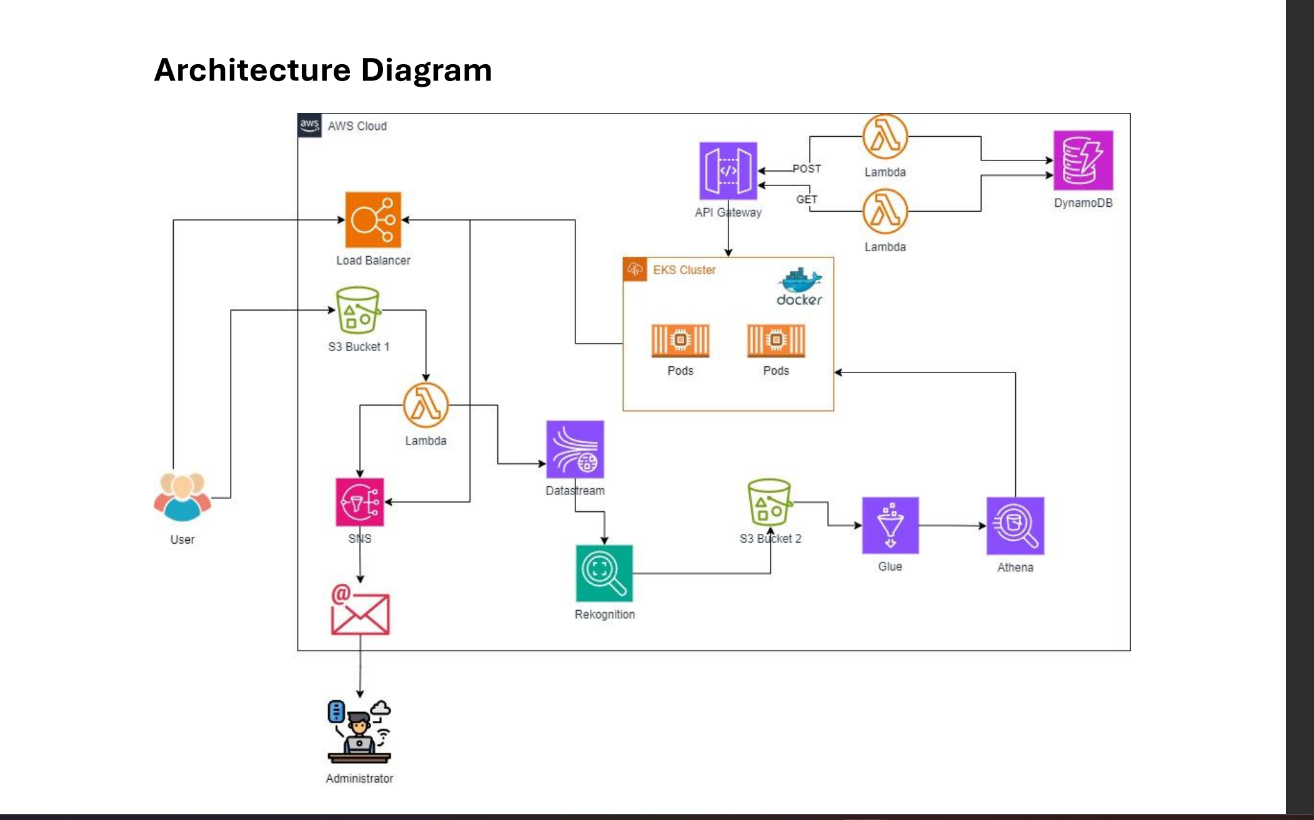 Architecture Diagram
aws
AWS Cloud
Lambda
POST
API Gateway
GET
DynamoDB
Lambda
Load Balancer
EKS Cluster
docker
S3 Bucket 1
Pods
Pods
Lambda
Datastream
User
SNS
S3 Bucket 2
Glue
Athena
@
Rekognition
Administrator